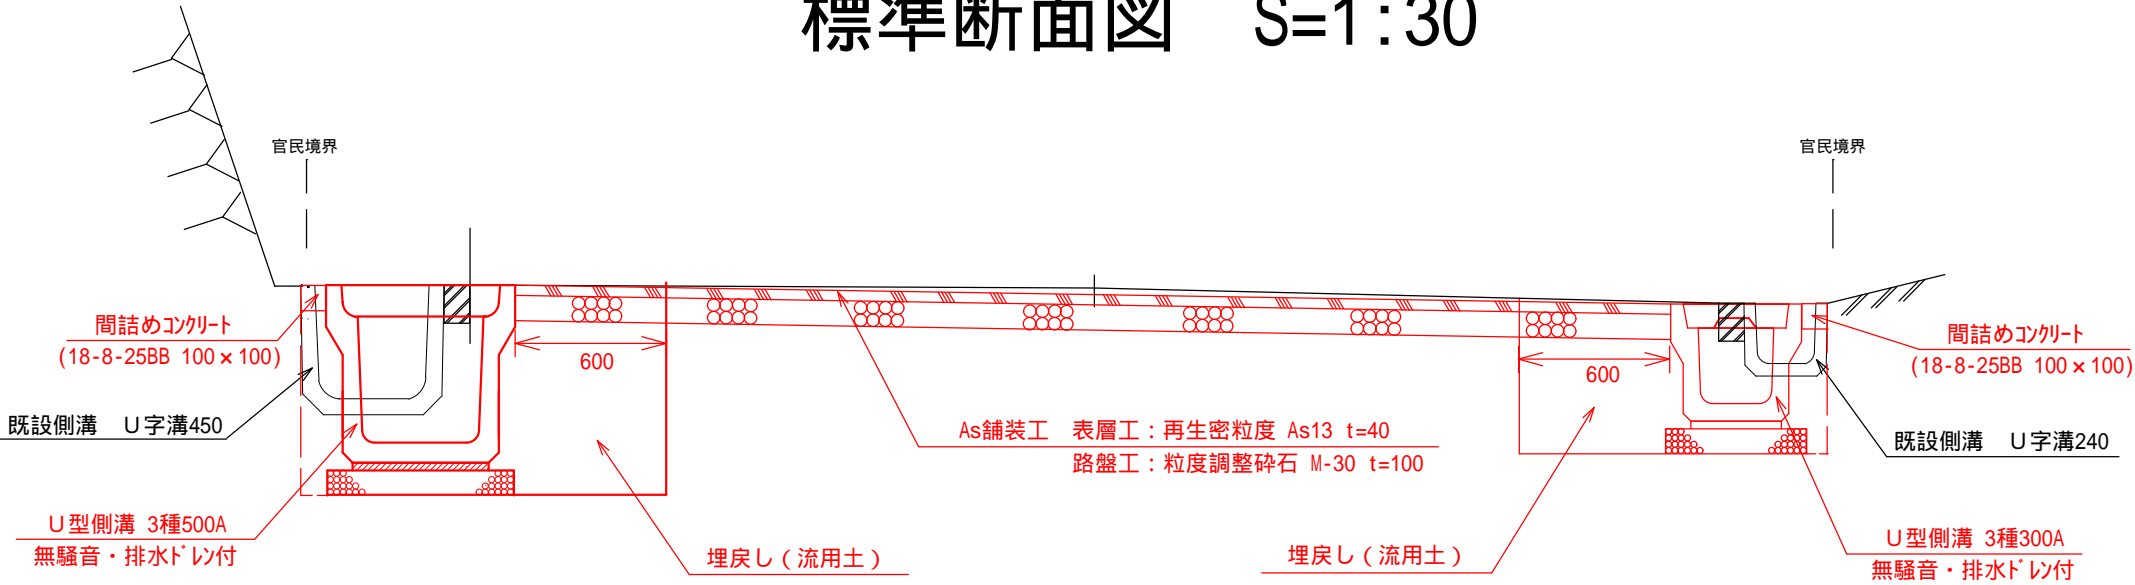 標準断面図　S=1:30
官民境界
官民境界
間詰めコンクリート
(18-8-25BB 100×100)
既設側溝　U字溝450
U型側溝 3種500A
無騒音・排水ドレン付
600
埋戻し(流用土)
As舗装工　表層工：再生密粒度 As13 t=40
路盤工：粒度調整砕石 M-30 t=100
600
埋戻し(流用土)
間詰めコンクリート
(18-8-25BB 100×100)
既設側溝　U字溝240
U型側溝 3種300A
無騒音・排水ドレン付